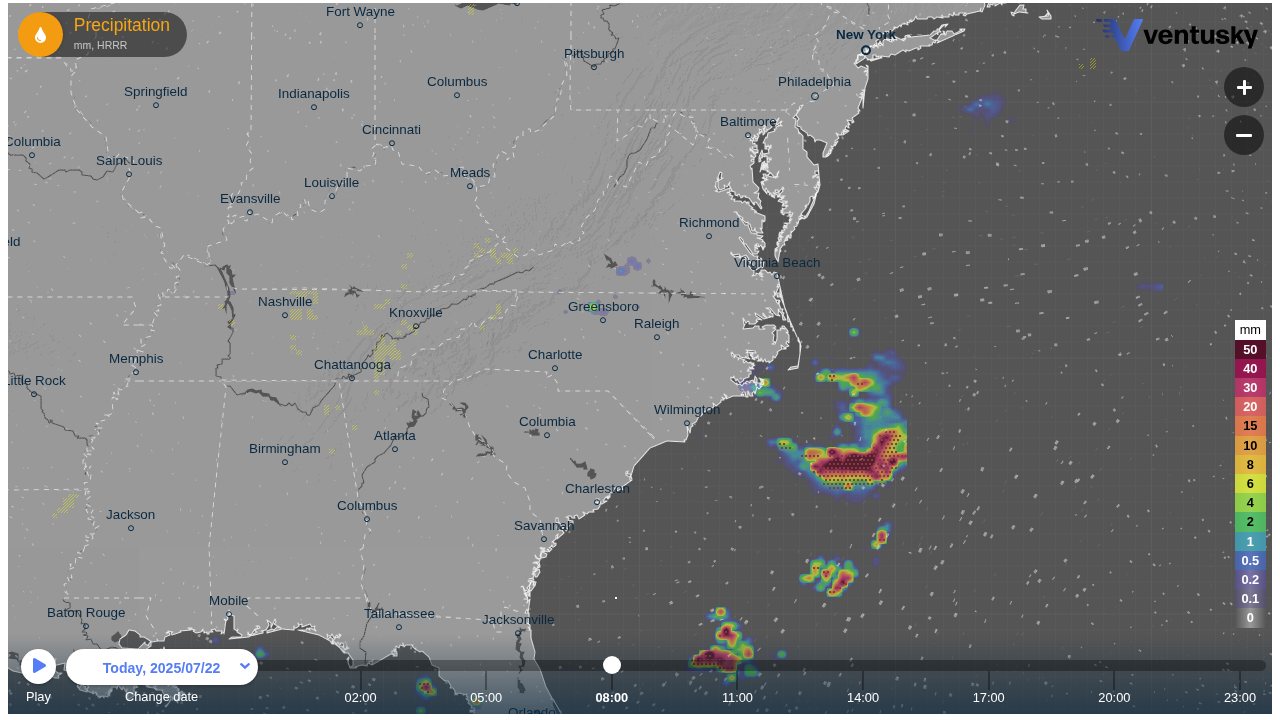 Precipitation
mm, HRRR
ventusky
Fort Wayne
New York
Pittsburgh
Springfield
Indianapolis
Columbus
Philadelphia
Baltimore
Cincinnati
Columbia
Saint Louis
Louisville
Meads
Evansville
Richmond
eld
Virginia Beach
Nashville
Knoxville
Greensboro
Raleigh
Memphis
Chattanooga
Charlotte
Little Rock
Wilmington
Columbia
Birmingham
Atlanta
Charleston
Jackson
Columbus
Savannah
Baton Rouge
Mobile
Tallahassee
Jacksonville
Orlando
mm
50
40
30
20
15
10
8
6
4
2
1
0.5
0.2
0.1
0
Today, 2025/07/22
Play
Change date
02:00
05:00
08:00
11:00
14:00
17:00
20:00
23:00